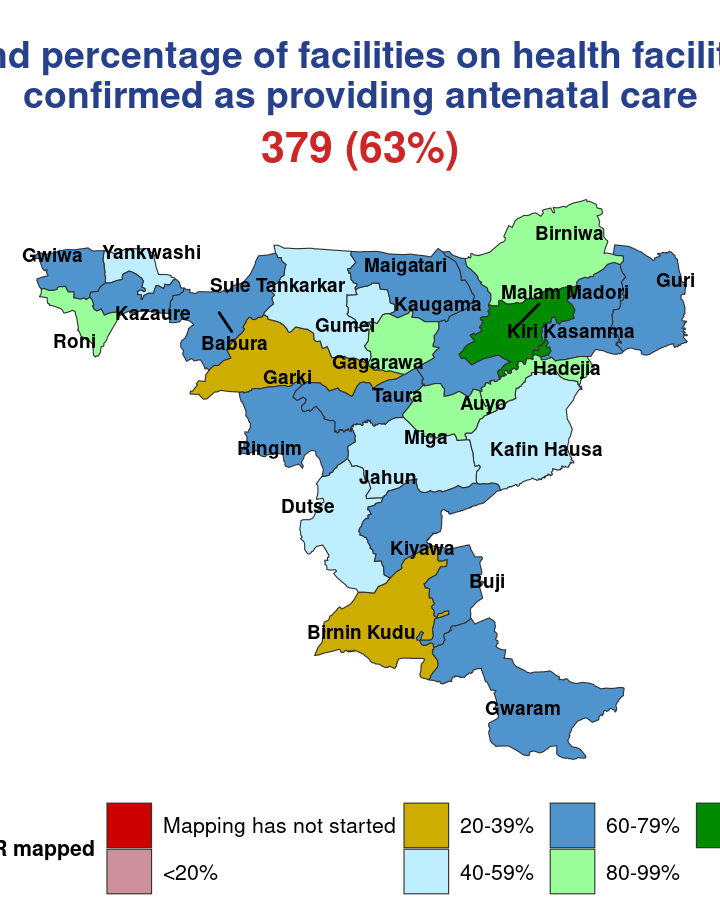 nd percentage of facilities on health facilit
confirmed as providing antenatal care
379 (63%)
Birniwa
Gwiwa
Yankwashi
Maigatari
Sule Tankarkar
Guri
Malam Madori
Kaugama
Kazaure
Gumel
Kiri Kasamma
Roni
Babura
Gagarawa
Hadejia
Garki
Taura
Auyo
Miga
Ringim
Kafin Hausa
Jahun
Dutse
Kiyawa
Buji
Birnin Kudu
Gwaram
R mapped
Mapping has not started
20-39%
60-79%
<20%
40-59%
80-99%